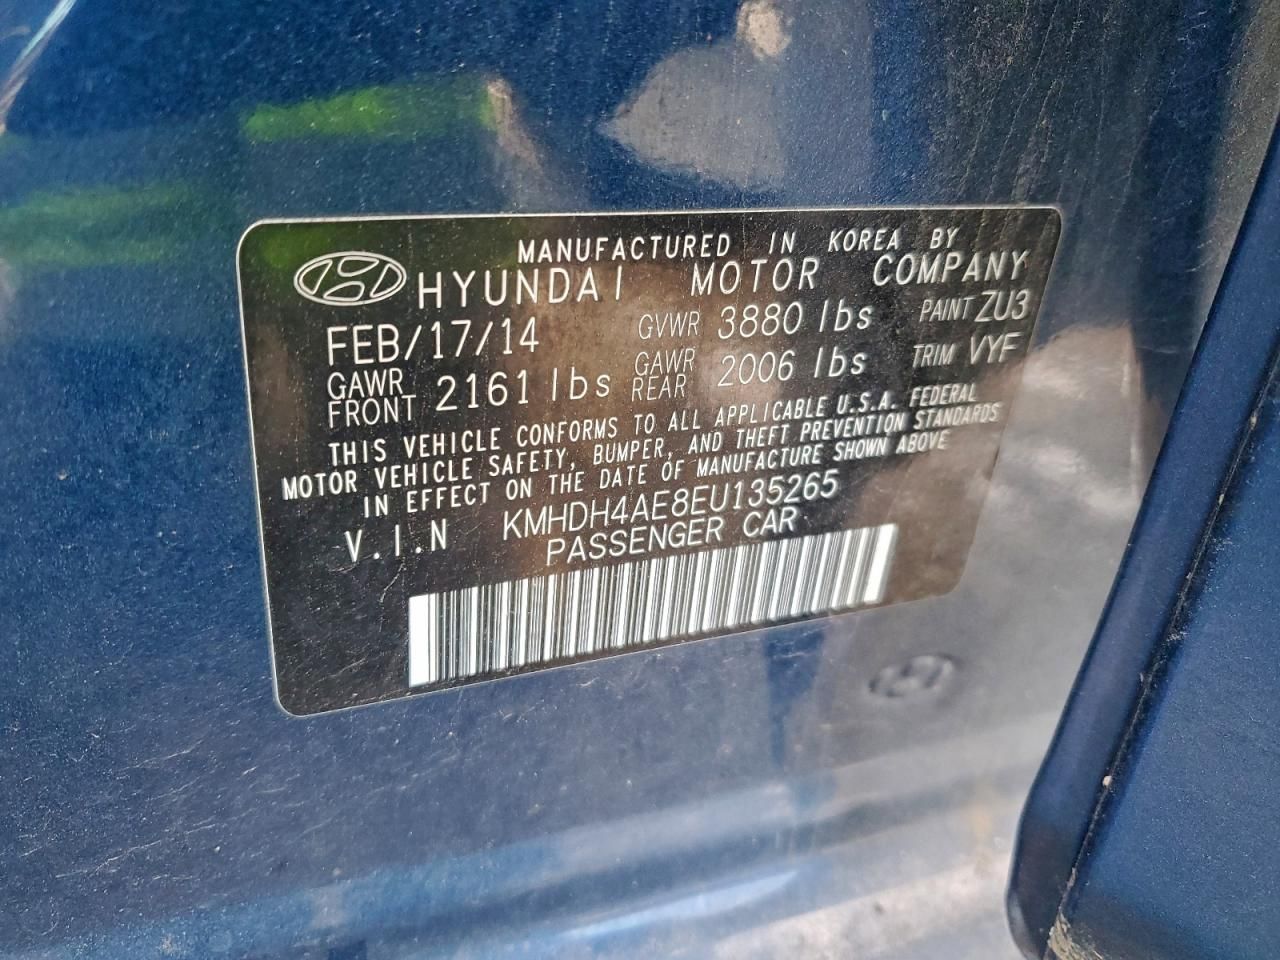 MANUFACTURED IN KOREA BY
HYUNDAI MOTOR COMPANY
FEB/17/14 GVWR 3880 lbs PAINT ZU3
GAWR FRONT 2161 lbs GAWR REAR 2006 lbs TRIM VYF
THIS VEHICLE CONFORMS TO ALL APPLICABLE U.S.A. FEDERAL
MOTOR VEHICLE SAFETY, BUMPER, AND THEFT PREVENTION STANDARDS
IN EFFECT ON THE DATE OF MANUFACTURE SHOWN ABOVE
V.I.N KMHDH4AE8EU135265
PASSENGER CAR